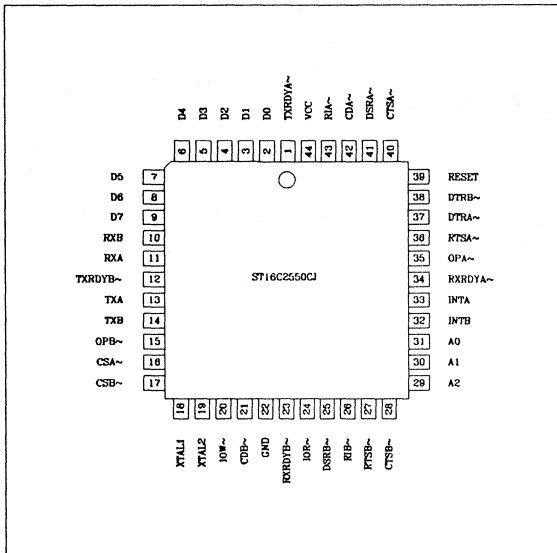 D4 D3 D2 D1 D0 TXRDYA~ VCC RIA~ CDA~ DSRA~ CTSA~
6 5 4 3 2 1 44 43 42 41 40
D5 7
D6 8
D7 9
RXB 10
RXA 11
TXRDYB~ 12
TXA 13
TXB 14
OPB~ 15
CSA~ 16
CSB~ 17
ST16C2550CJ
39 RESET
38 DTRB~
37 DTRA~
36 RTSA~
35 OPA~
34 RXRDYA~
33 INTA
32 INTB
31 A0
30 A1
29 A2
18 19 20 21 22 23 24 25 26 27 28
XTAL1 XTAL2 IOW~ CDB~ GND RXRDYB~ IOR~ DSRB~ RIB~ RTSB~ CTSB~